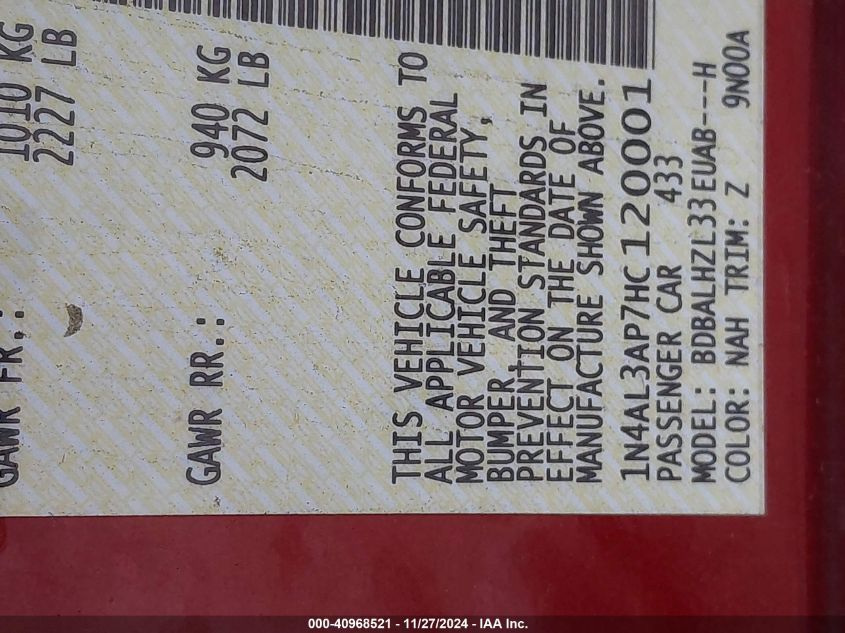 GAWR FR.: 1010 KG
2227 LB
GAWR RR.: 940 KG
2072 LB
THIS VEHICLE CONFORMS TO
ALL APPLICABLE FEDERAL
MOTOR VEHICLE SAFETY,
BUMPER, AND THEFT
PREVENTION STANDARDS IN
EFFECT ON THE DATE OF
MANUFACTURE SHOWN ABOVE.
1N4AL3AP7HC120001
PASSENGER CAR 433
MODEL: BDBALHZL33EUAB---H
COLOR: NAH TRIM: Z 9N00A
000-40968521 - 11/27/2024 - IAA Inc.